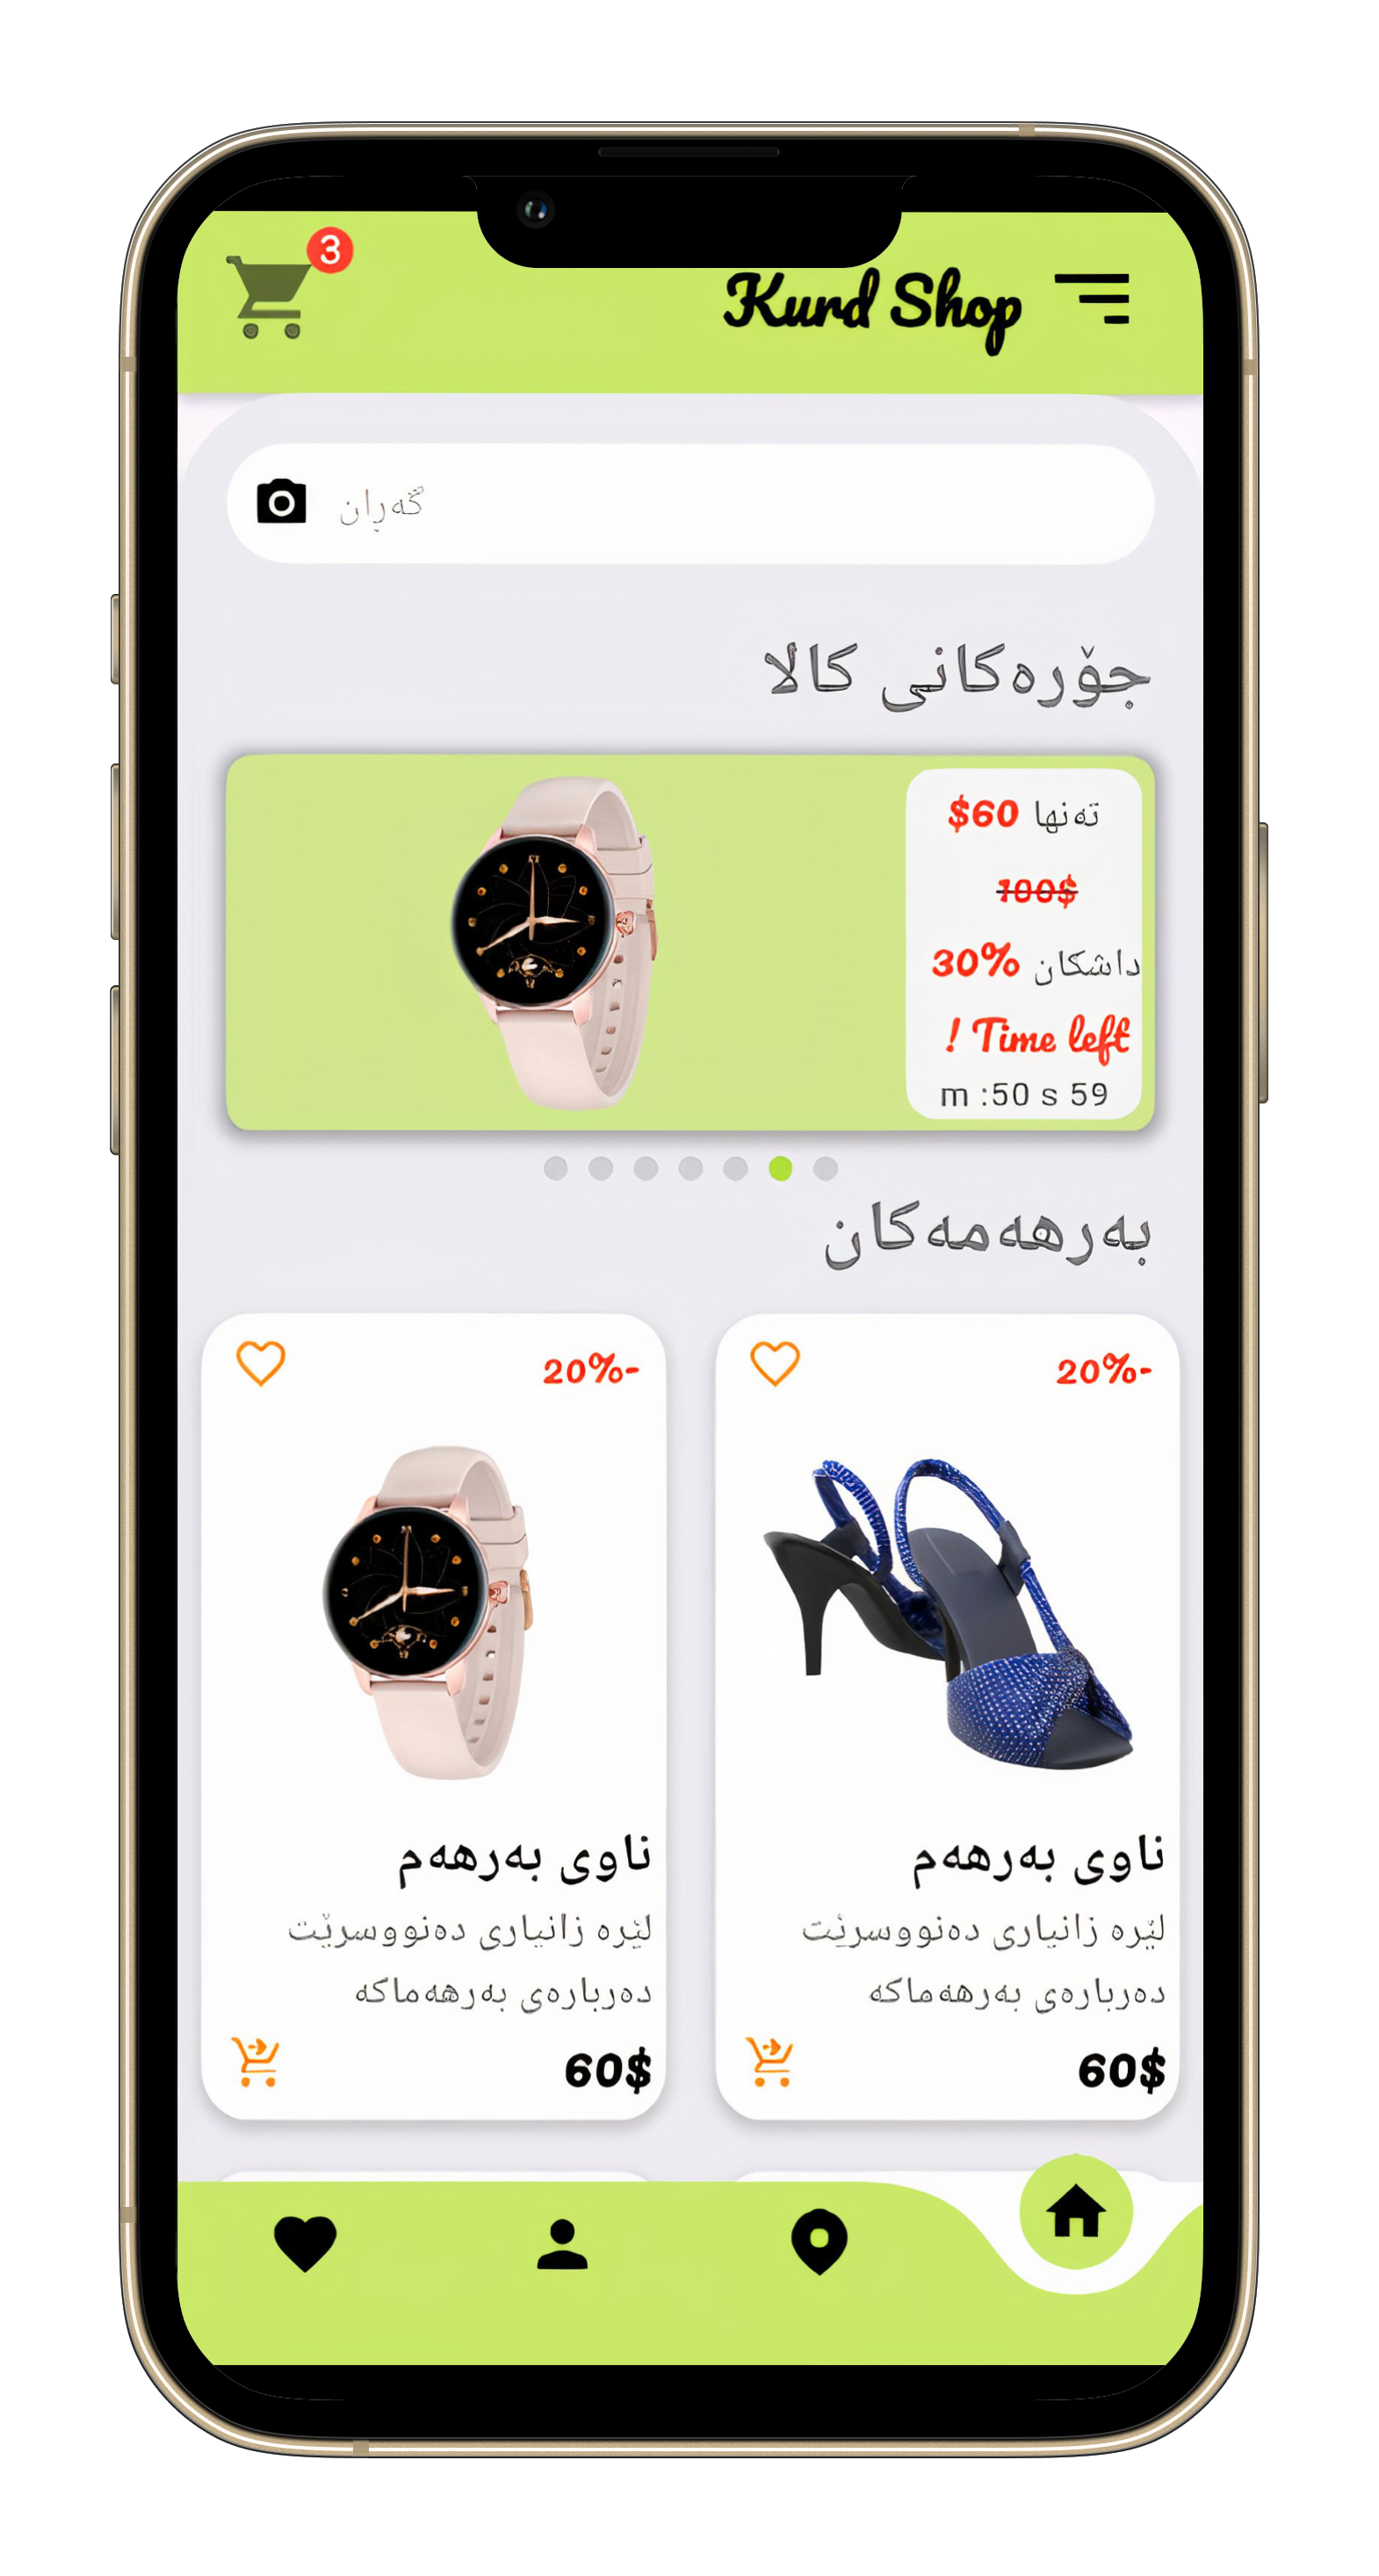 Kurd Shop
3
گەڕان
جۆرەکانی کاڵا
تەنها 60$
100$
داشکان 30%
! Time left
m :50 s 59
بەرهەمەکان
20%-
ناوی بەرهەم
لێرە زانیاری دەنووسرێت
دەربارەی بەرهەماکە
60$
20%-
ناوی بەرهەم
لێرە زانیاری دەنووسرێت
دەربارەی بەرهەماکە
60$